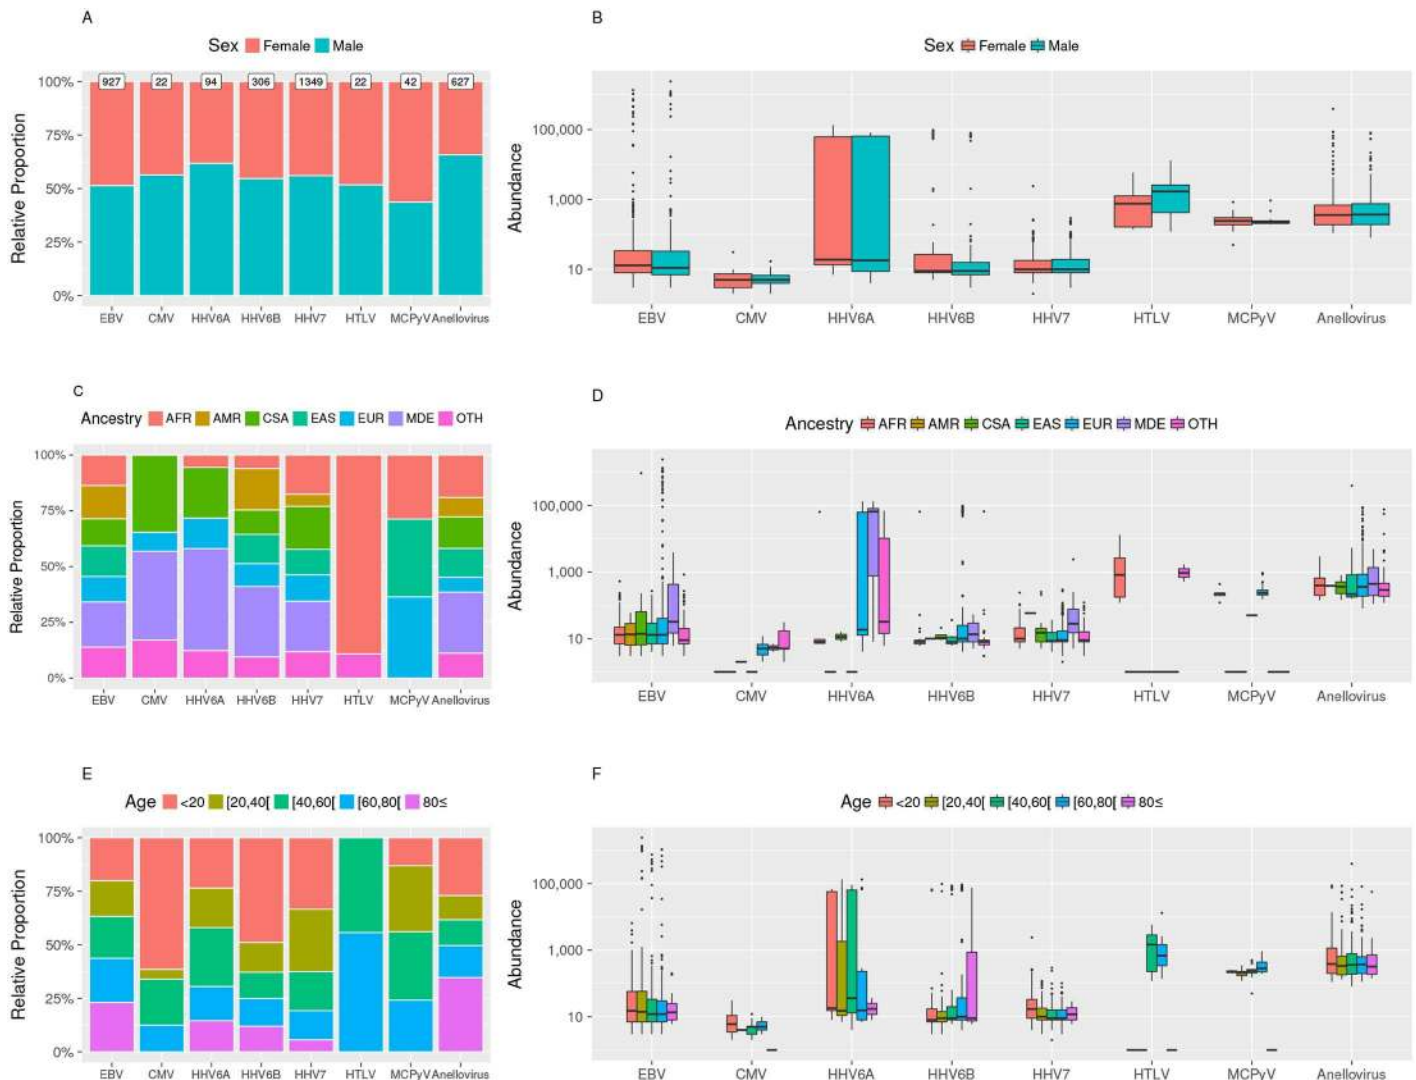 A
Sex Female Male
100%
75%
50%
25%
0%
Relative Proportion
927 22 94 306 1349 22 42 627
EBV CMV HHV6A HHV6B HHV7 HTLV MCPyV Anellovirus
B
Sex Female Male
100,000
1,000
10
Abundance
EBV CMV HHV6A HHV6B HHV7 HTLV MCPyV Anellovirus
C
Ancestry AFR AMR CSA EAS EUR MDE OTH
100%
75%
50%
25%
0%
Relative Proportion
EBV CMV HHV6A HHV6B HHV7 HTLV MCPyV Anellovirus
D
Ancestry AFR AMR CSA EAS EUR MDE OTH
100,000
1,000
10
Abundance
EBV CMV HHV6A HHV6B HHV7 HTLV MCPyV Anellovirus
E
Age <20 [20,40[ [40,60[ [60,80[ 80≤
100%
75%
50%
25%
0%
Relative Proportion
EBV CMV HHV6A HHV6B HHV7 HTLV MCPyV Anellovirus
F
Age <20 [20,40[ [40,60[ [60,80[ 80≤
100,000
1,000
10
Abundance
EBV CMV HHV6A HHV6B HHV7 HTLV MCPyV Anellovirus